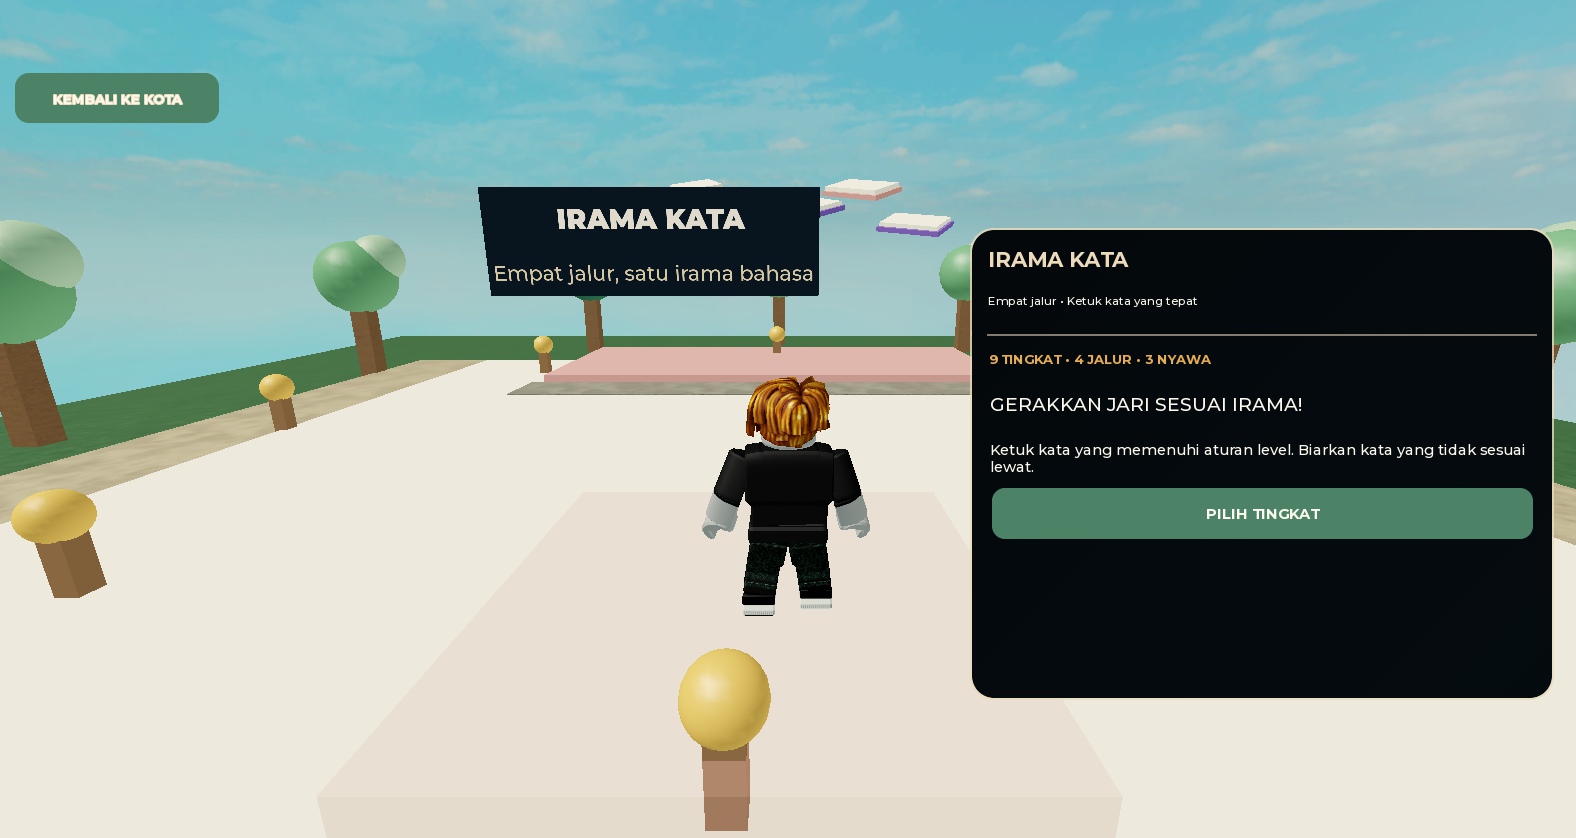 KEMBALI KE KOTA
IRAMA KATA
Empat jalur, satu irama bahasa
IRAMA KATA
Empat jalur • Ketuk kata yang tepat
9 TINGKAT • 4 JALUR • 3 NYAWA
GERAKKAN JARI SESUAI IRAMA!
Ketuk kata yang memenuhi aturan level. Biarkan kata yang tidak sesuai
lewat.
PILIH TINGKAT